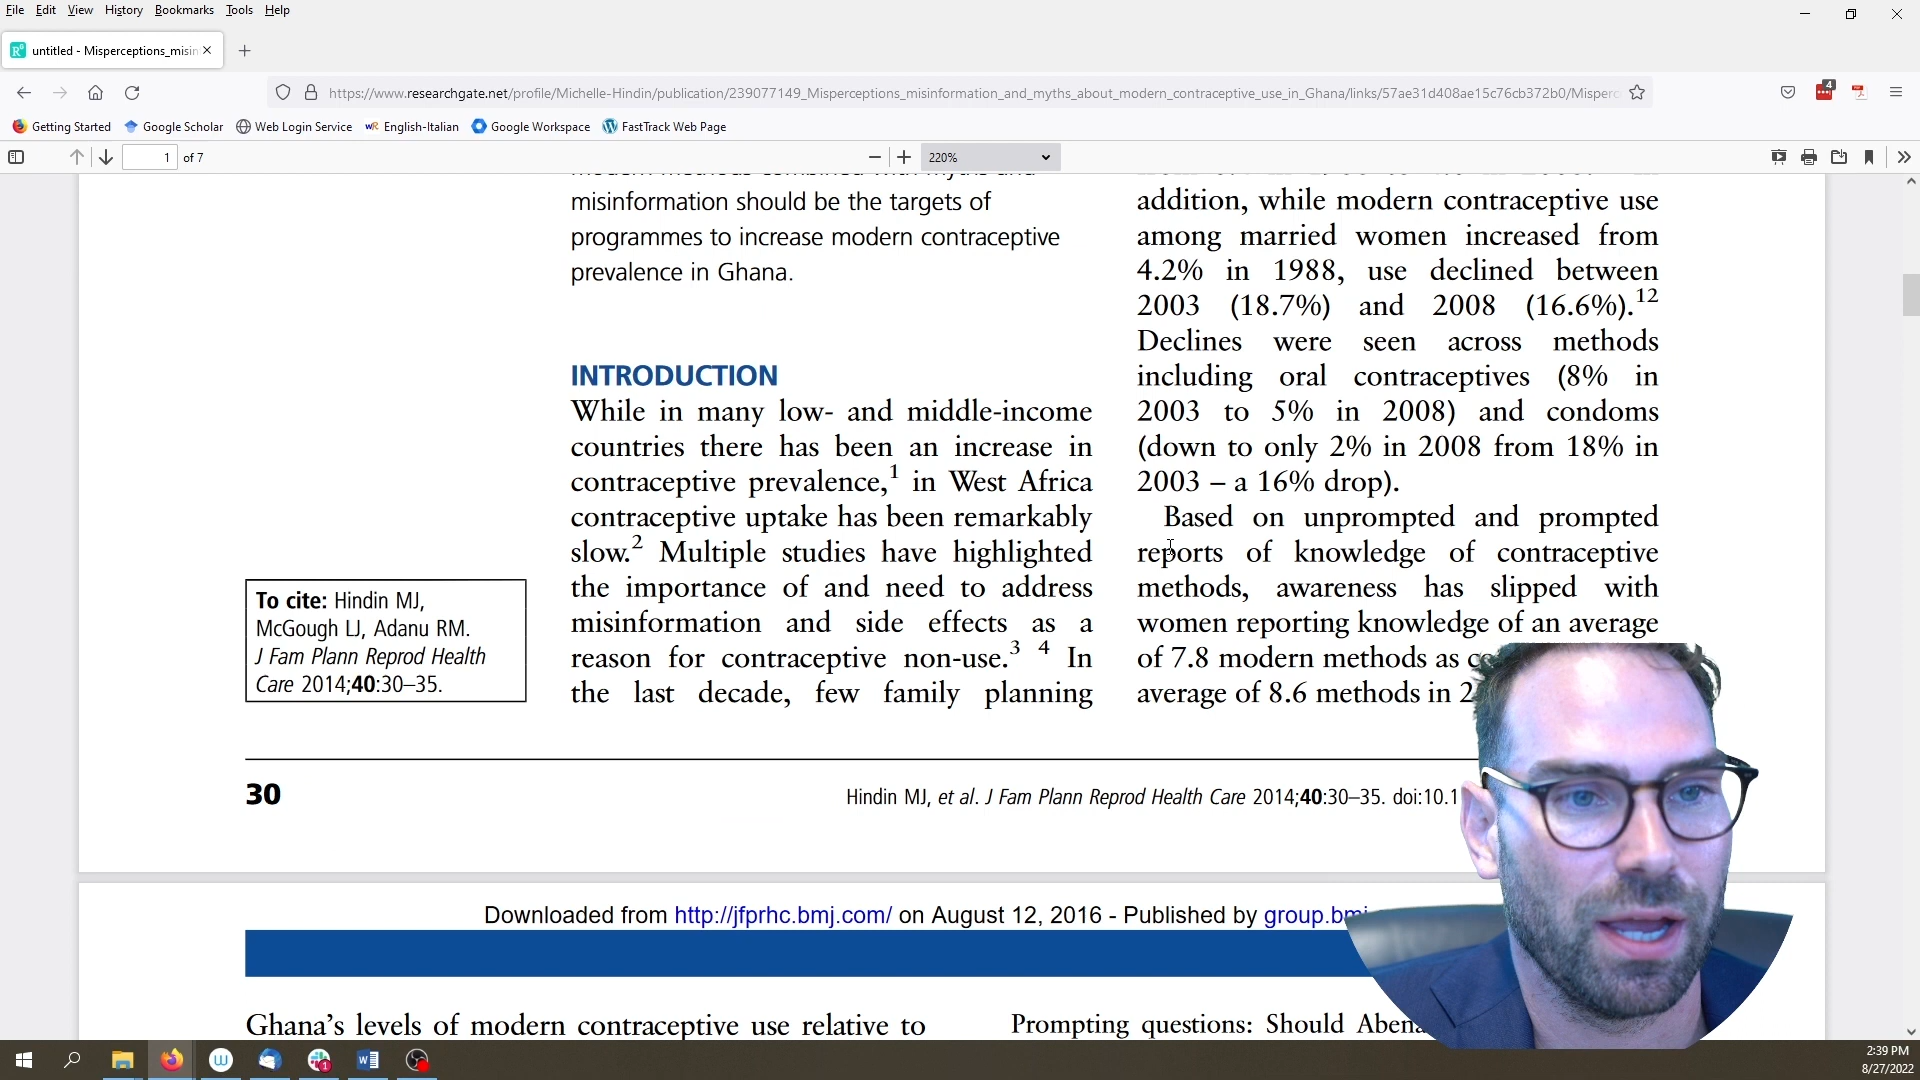 File Edit View History Bookmarks Tools Help
untitled - Misperceptions_misin
https://www.researchgate.net/profile/Michelle-Hindin/publication/239077149_Misperceptions_misinformation_and_myths_about_modern_contraceptive_use_in_Ghana/links/57ae31d408ae15c76cb372b0/Misperc
4
Getting Started Google Scholar Web Login Service English-Italian Google Workspace FastTrack Web Page
1 of 7
220%
misinformation should be the targets of
programmes to increase modern contraceptive
prevalence in Ghana.
INTRODUCTION
While in many low- and middle-income
countries there has been an increase in
contraceptive prevalence,1 in West Africa
contraceptive uptake has been remarkably
slow.2 Multiple studies have highlighted
the importance of and need to address
misinformation and side effects as a
reason for contraceptive non-use.3 4 In
the last decade, few family planning
addition, while modern contraceptive use
among married women increased from
4.2% in 1988, use declined between
2003 (18.7%) and 2008 (16.6%).12
Declines were seen across methods
including oral contraceptives (8% in
2003 to 5% in 2008) and condoms
(down to only 2% in 2008 from 18% in
2003 – a 16% drop).
Based on unprompted and prompted
reports of knowledge of contraceptive
methods, awareness has slipped with
women reporting knowledge of an average
of 7.8 modern methods as
average of 8.6 methods in 2
To cite: Hindin MJ,
McGough LJ, Adanu RM.
J Fam Plann Reprod Health
Care 2014;40:30–35.
30
Hindin MJ, et al. J Fam Plann Reprod Health Care 2014;40:30–35. doi:10.1
Downloaded from http://jfprhc.bmj.com/ on August 12, 2016 - Published by group.bmj
Ghana's levels of modern contraceptive use relative to
Prompting questions: Should Abena
1
2:39 PM
8/27/2022